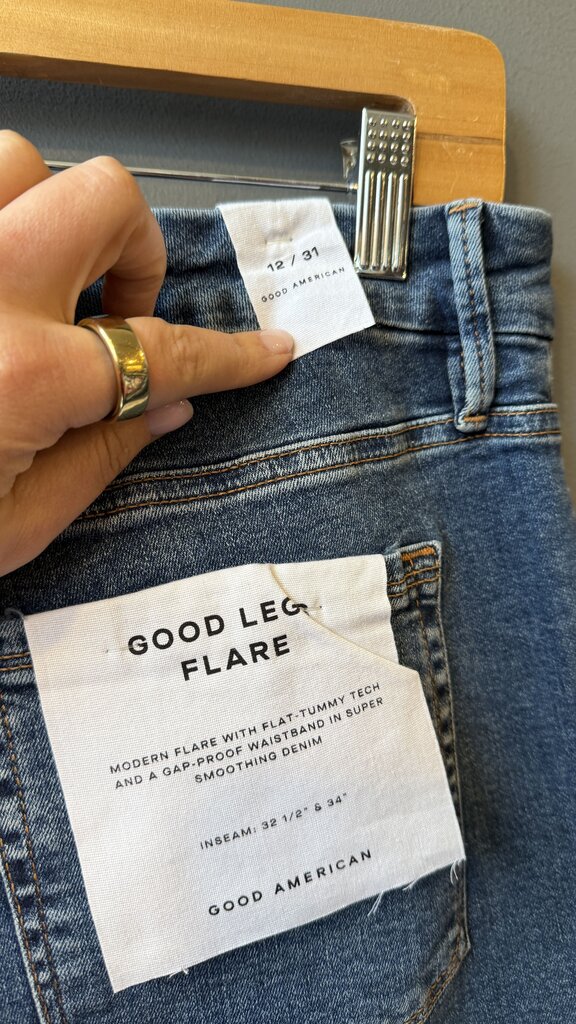 12 / 31
GOOD AMERICAN
GOOD LEG
FLARE
MODERN FLARE WITH FLAT-TUMMY TECH
AND A GAP-PROOF WAISTBAND IN SUPER
SMOOTHING DENIM
INSEAM: 32 1/2" & 34"
GOOD AMERICAN